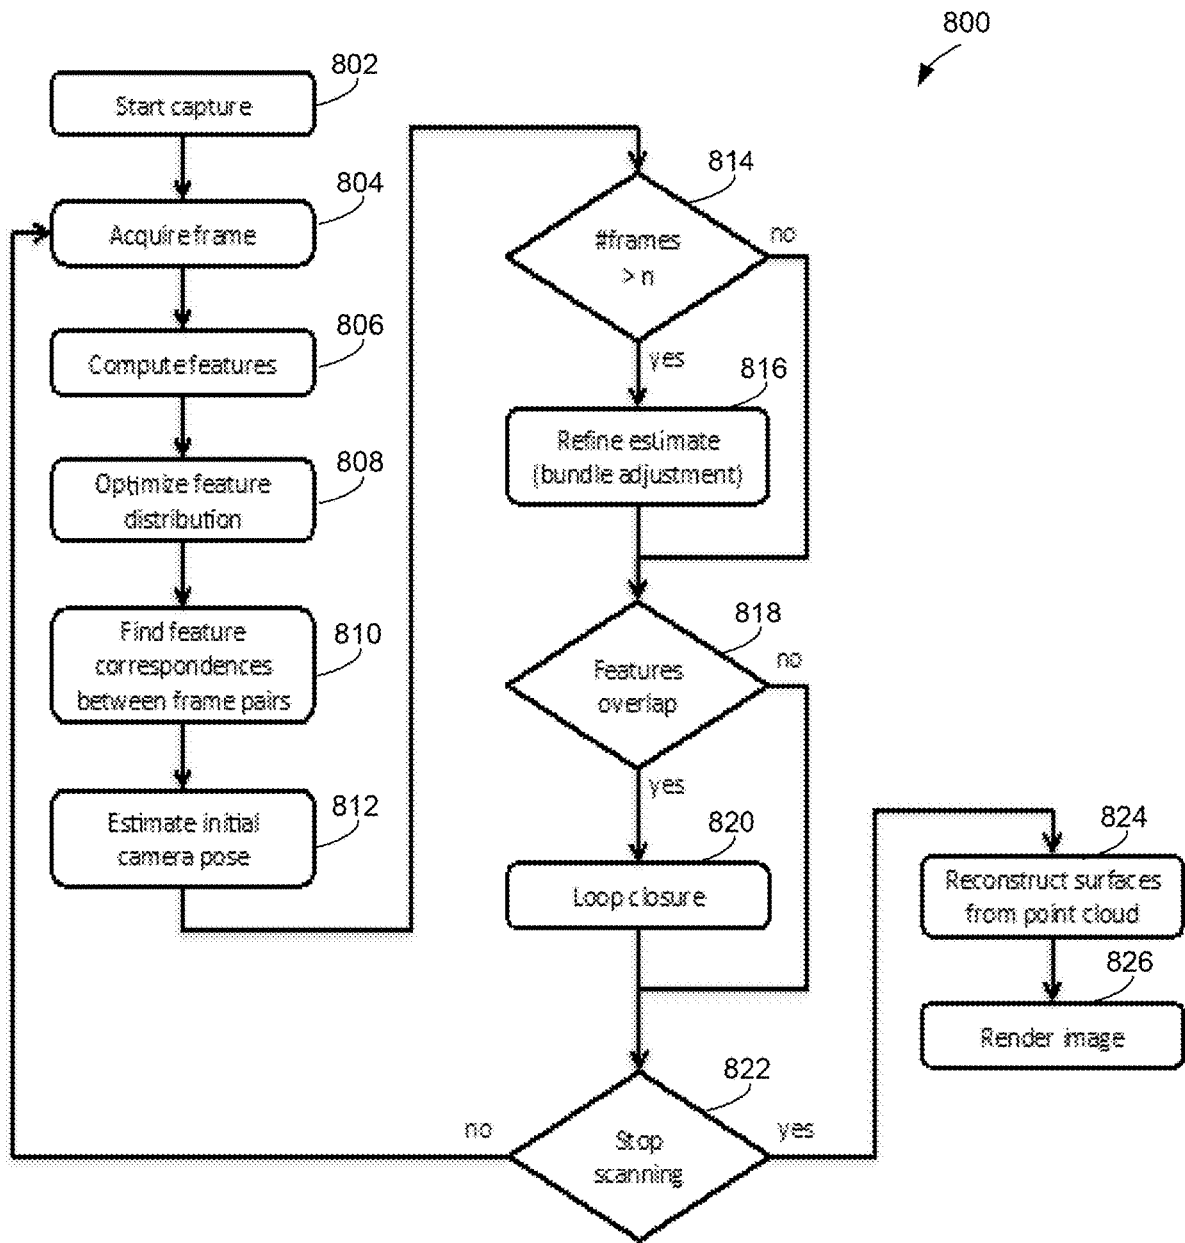 800
802
Start capture
804
Acquire frame
806
Compute features
808
Optimize feature
distribution
810
Find feature
correspondences
between frame pairs
812
Estimate initial
camera pose
814
#frames
> n
no
yes
816
Refine estimate
(bundle adjustment)
818
Features
overlap
no
yes
820
Loop closure
822
Stop
scanning
no
yes
824
Reconstruct surfaces
from point cloud
826
Render image